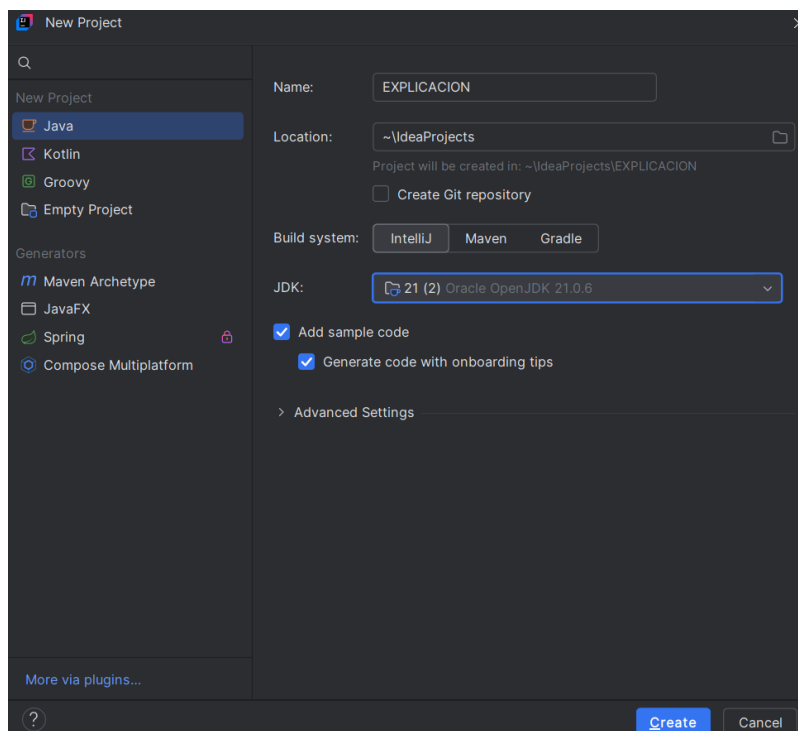 New Project
New Project
Java
Kotlin
Groovy
Empty Project
Generators
Maven Archetype
JavaFX
Spring
Compose Multiplatform
More via plugins...
Name: EXPLICACION
Location: ~\IdeaProjects
Project will be created in: ~\IdeaProjects\EXPLICACION
Create Git repository
Build system: IntelliJ Maven Gradle
JDK: 21 (2) Oracle OpenJDK 21.0.6
Add sample code
Generate code with onboarding tips
Advanced Settings
? Create Cancel